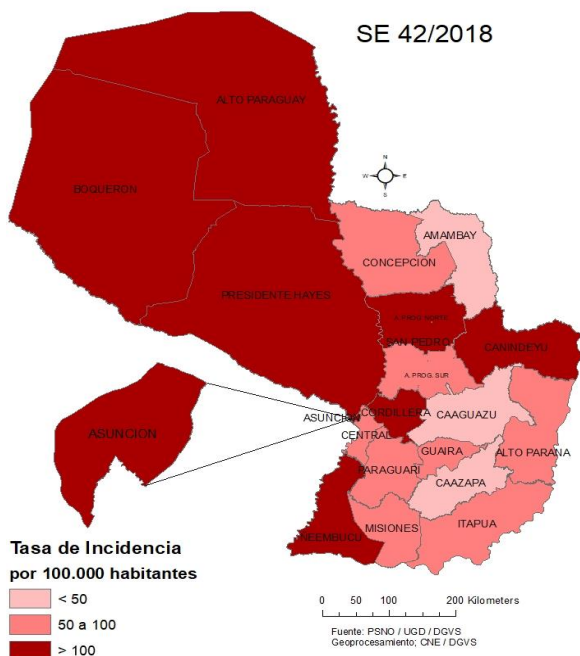 SE 42/2018
ALTO PARAGUAY
N
W E
S
BOQUERON
AMAMBAY
CONCEPCION
PRESIDENTE HAYES
A. PROG. NORTE
SAN PEDRO
CANINDEYU
A. PROG. SUR
ASUNCION
CORDILLERA
CAAGUAZU
ASUNCION
CENTRAL
GUAIRA
ALTO PARANA
PARAGUARI
CAAZAPA
MISIONES
ITAPUA
ÑEEMBUCU
Tasa de Incidencia
por 100.000 habitantes
< 50
50 a 100
> 100
0 50 100 200 Kilometers
Fuente: PSNO / UGD / DGVS
Geoprocesamiento; CNE / DGVS